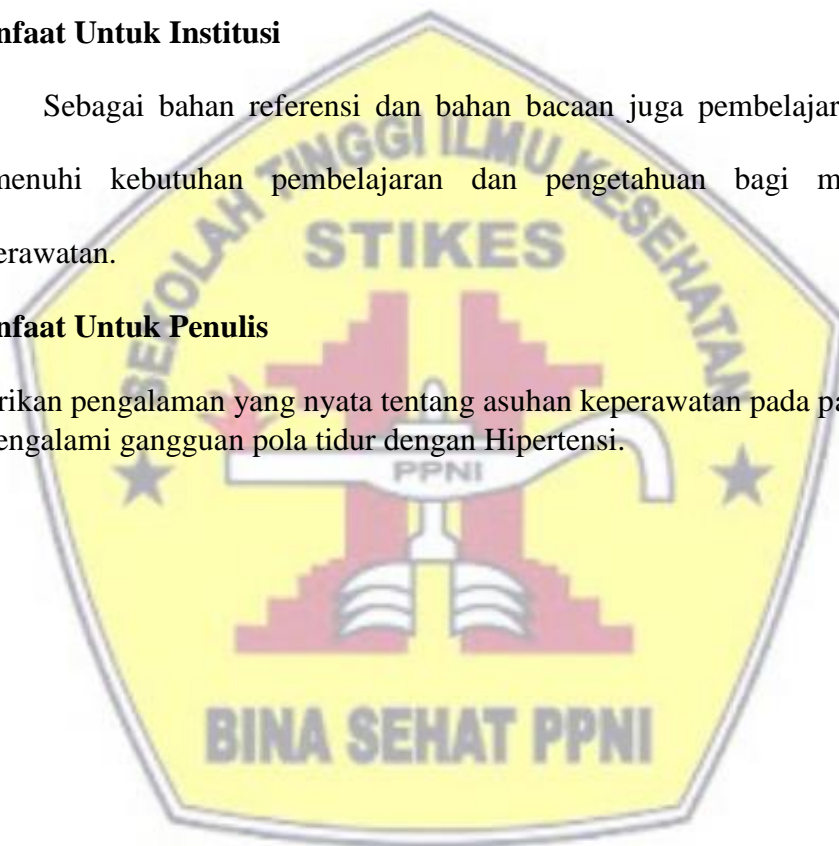 nfaat Untuk Institusi
Sebagai bahan referensi dan bahan bacaan juga pembelajar
menuhi kebutuhan pembelajaran dan pengetahuan bagi m
erawatan.
nfaat Untuk Penulis
rikan pengalaman yang nyata tentang asuhan keperawatan pada pa
engalami gangguan pola tidur dengan Hipertensi.
SEKOLAH TINGGI ILMU KESEHATAN
STIKES
PPNI
BINA SEHAT PPNI